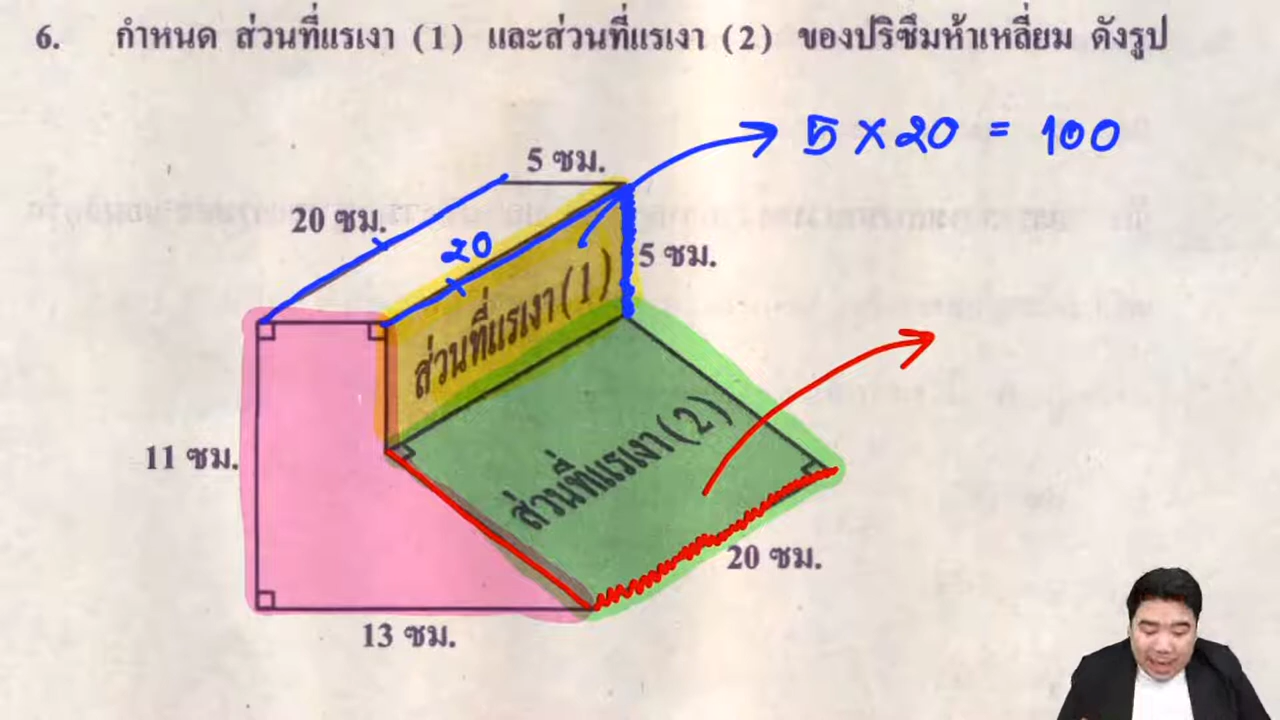 6. กำหนด ส่วนที่แรเงา (1) และส่วนที่แรเงา (2) ของปริซึมห้าเหลี่ยม ดังรูป
5 × 20 = 100
5 ซม.
20 ซม.
20
5 ซม.
ส่วนที่แรเงา (1)
ส่วนที่แรเงา (2)
11 ซม.
20 ซม.
13 ซม.